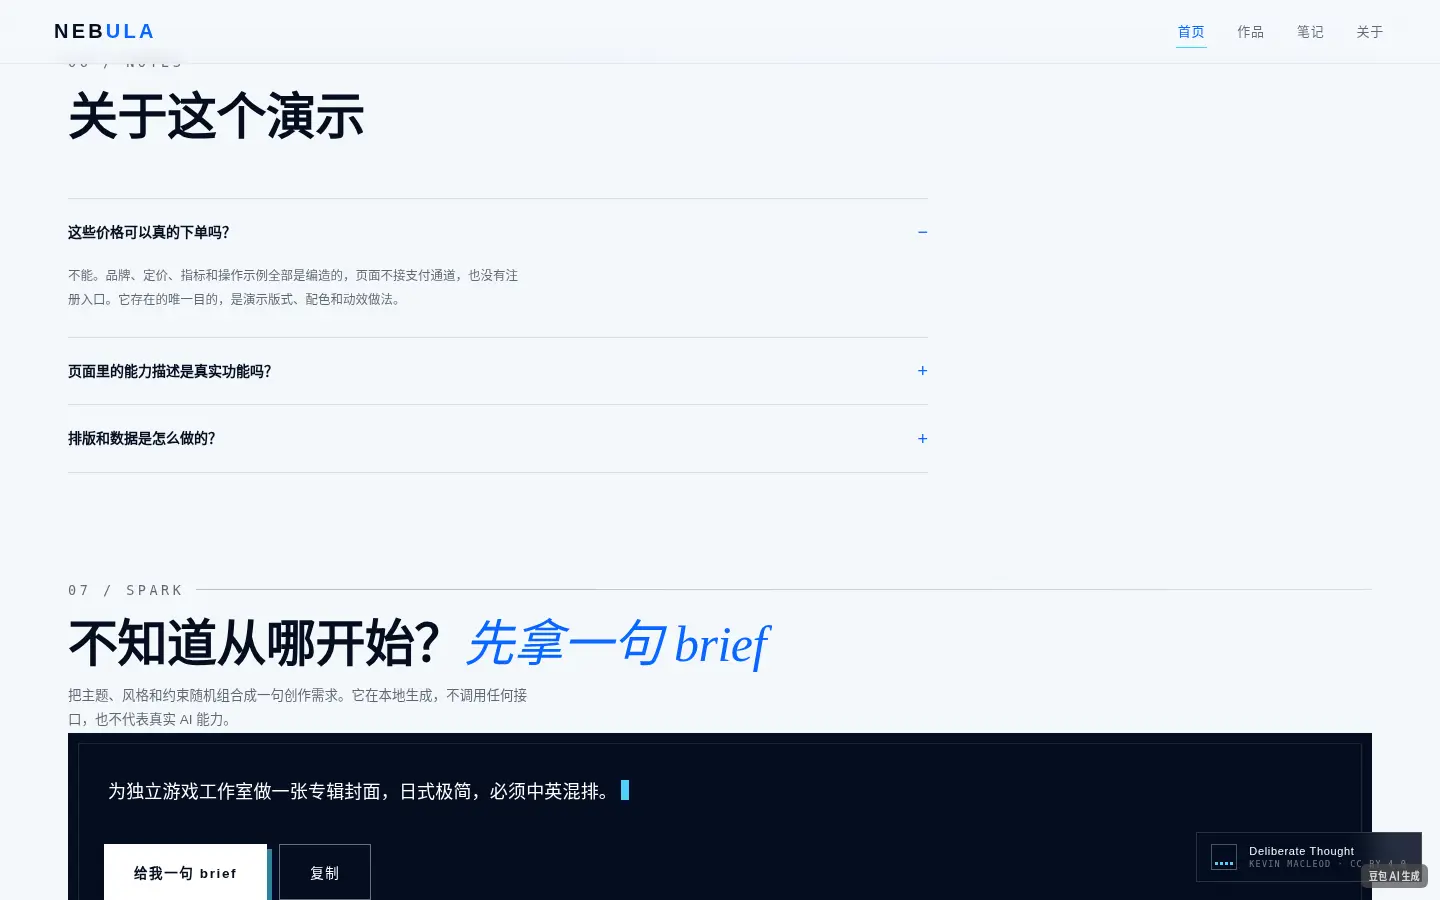 NEBULA
首页
作品
笔记
关于
关于这个演示
这些价格可以真的下单吗？
−
不能。品牌、定价、指标和操作示例全部是编造的，页面不接支付通道，也没有注
册入口。它存在的唯一目的，是演示版式、配色和动效做法。
页面里的能力描述是真实功能吗？
+
排版和数据是怎么做的？
+
07 / SPARK
不知道从哪开始？先拿一句 brief
把主题、风格和约束随机组合成一句创作需求。它在本地生成，不调用任何接
口，也不代表真实 AI 能力。
为独立游戏工作室做一张专辑封面，日式极简，必须中英混排。
给我一句 brief
复制
Deliberate Thought
KEVIN MACLEOD · CC BY 4.0
豆包 AI 生成